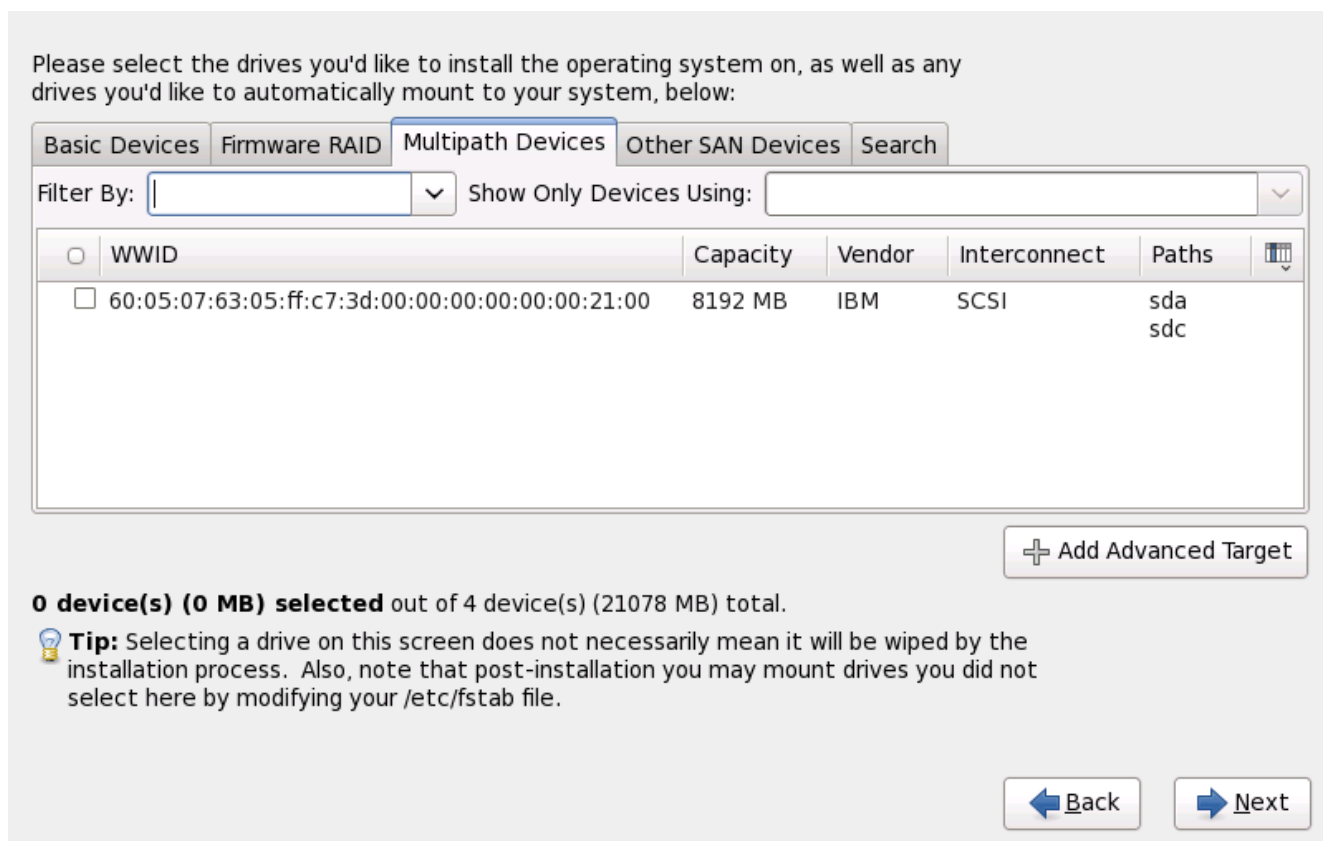 Please select the drives you'd like to install the operating system on, as well as any
drives you'd like to automatically mount to your system, below:
Basic Devices Firmware RAID Multipath Devices Other SAN Devices Search
Filter By: Show Only Devices Using:
WWID Capacity Vendor Interconnect Paths
60:05:07:63:05:ff:c7:3d:00:00:00:00:00:00:21:00 8192 MB IBM SCSI sda
sdc
Add Advanced Target
0 device(s) (0 MB) selected out of 4 device(s) (21078 MB) total.
Tip: Selecting a drive on this screen does not necessarily mean it will be wiped by the
installation process. Also, note that post-installation you may mount drives you did not
select here by modifying your /etc/fstab file.
Back Next